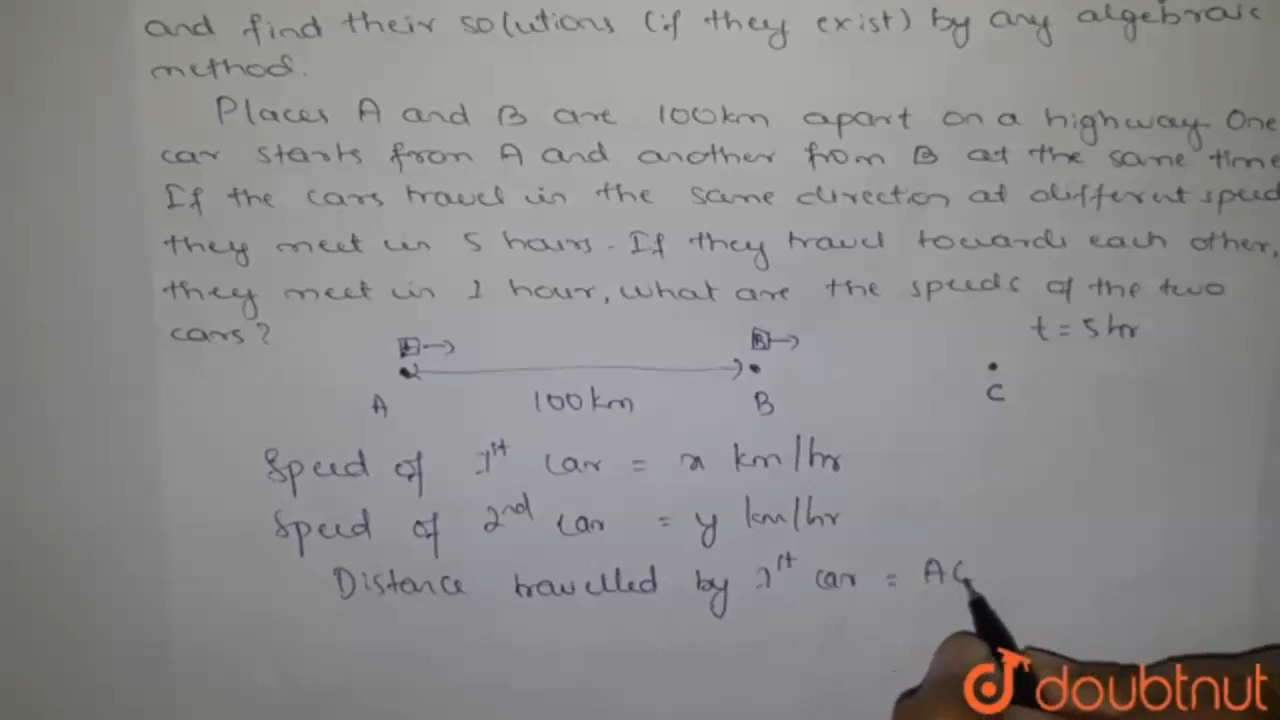 and find their solutions (if they exist) by any algebraic
method.
Places A and B are 100km apart on a highway. One
car starts from A and another from B at the same time
If the cars travel in the same direction at different speed
they meet in 5 hours. If they travel towards each other,
they meet in 1 hour, what are the speeds of the two
cars?
t = 5hr
B
A 100km B C
Speed of 1st car = x km/hr
Speed of 2nd car = y km/hr
Distance travelled by 1st car = AC
doubtnut